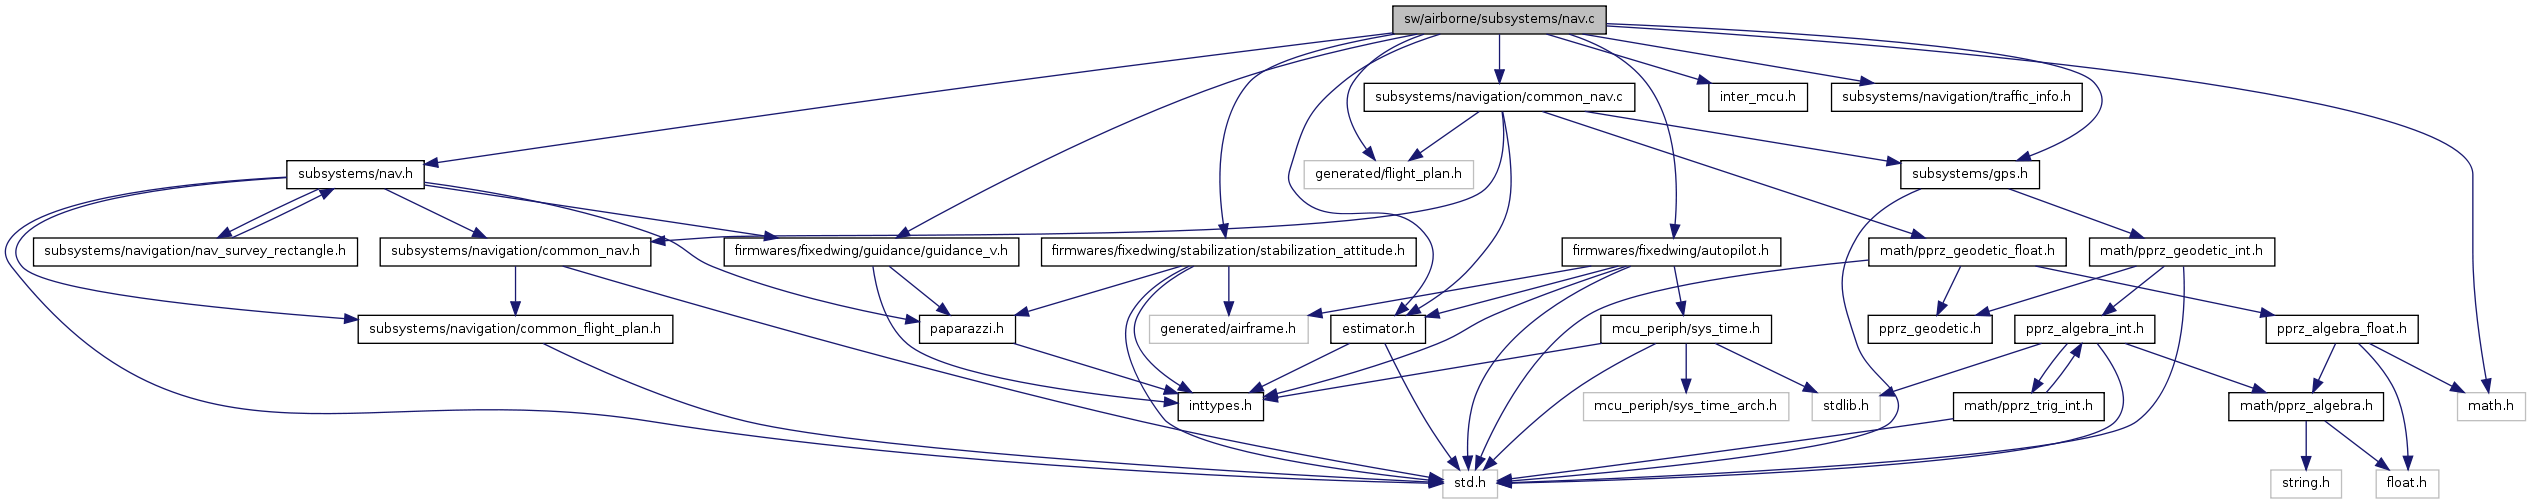 sw/airborne/subsystems/nav.c
subsystems/navigation/common_nav.c
inter_mcu.h
subsystems/navigation/traffic_info.h
subsystems/nav.h
generated/flight_plan.h
subsystems/gps.h
subsystems/navigation/nav_survey_rectangle.h
subsystems/navigation/common_nav.h
firmwares/fixedwing/guidance/guidance_v.h
firmwares/fixedwing/stabilization/stabilization_attitude.h
firmwares/fixedwing/autopilot.h
math/pprz_geodetic_float.h
math/pprz_geodetic_int.h
subsystems/navigation/common_flight_plan.h
paparazzi.h
generated/airframe.h
estimator.h
mcu_periph/sys_time.h
pprz_geodetic.h
pprz_algebra_int.h
pprz_algebra_float.h
inttypes.h
mcu_periph/sys_time_arch.h
stdlib.h
math/pprz_trig_int.h
math/pprz_algebra.h
math.h
std.h
string.h
float.h